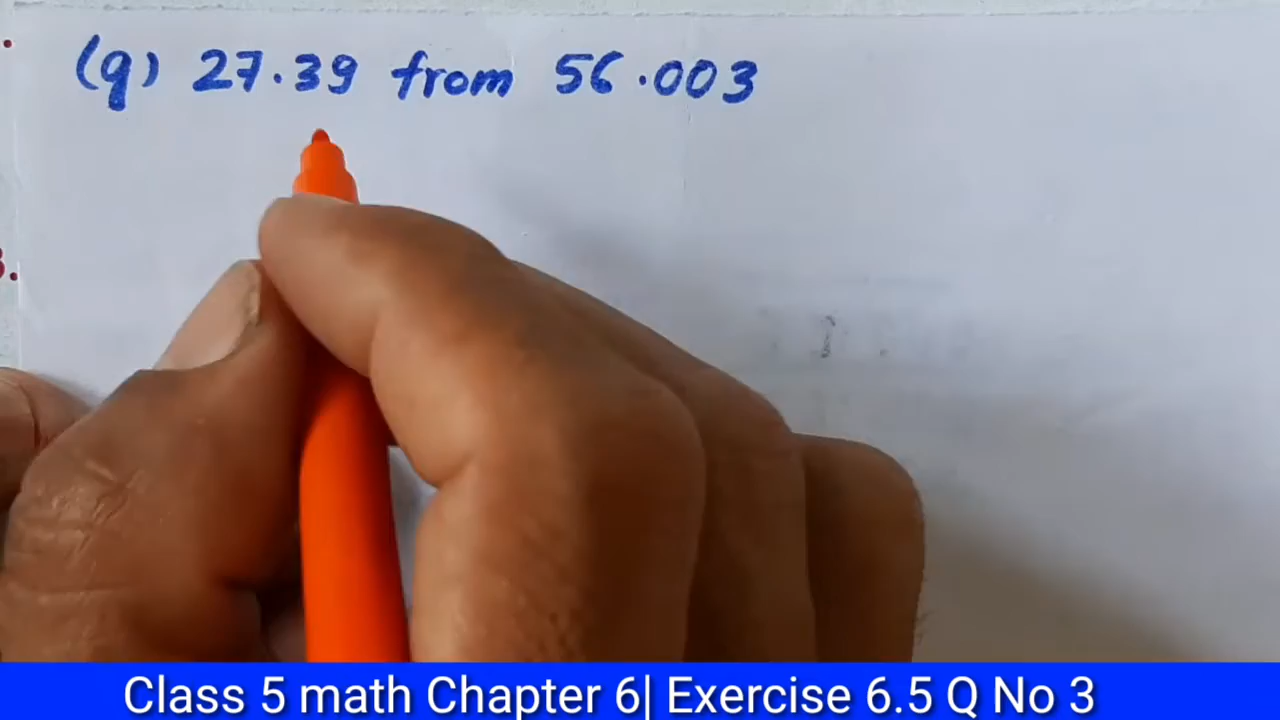 (q) 27.39 from 56.003
Class 5 math Chapter 6| Exercise 6.5 Q No 3